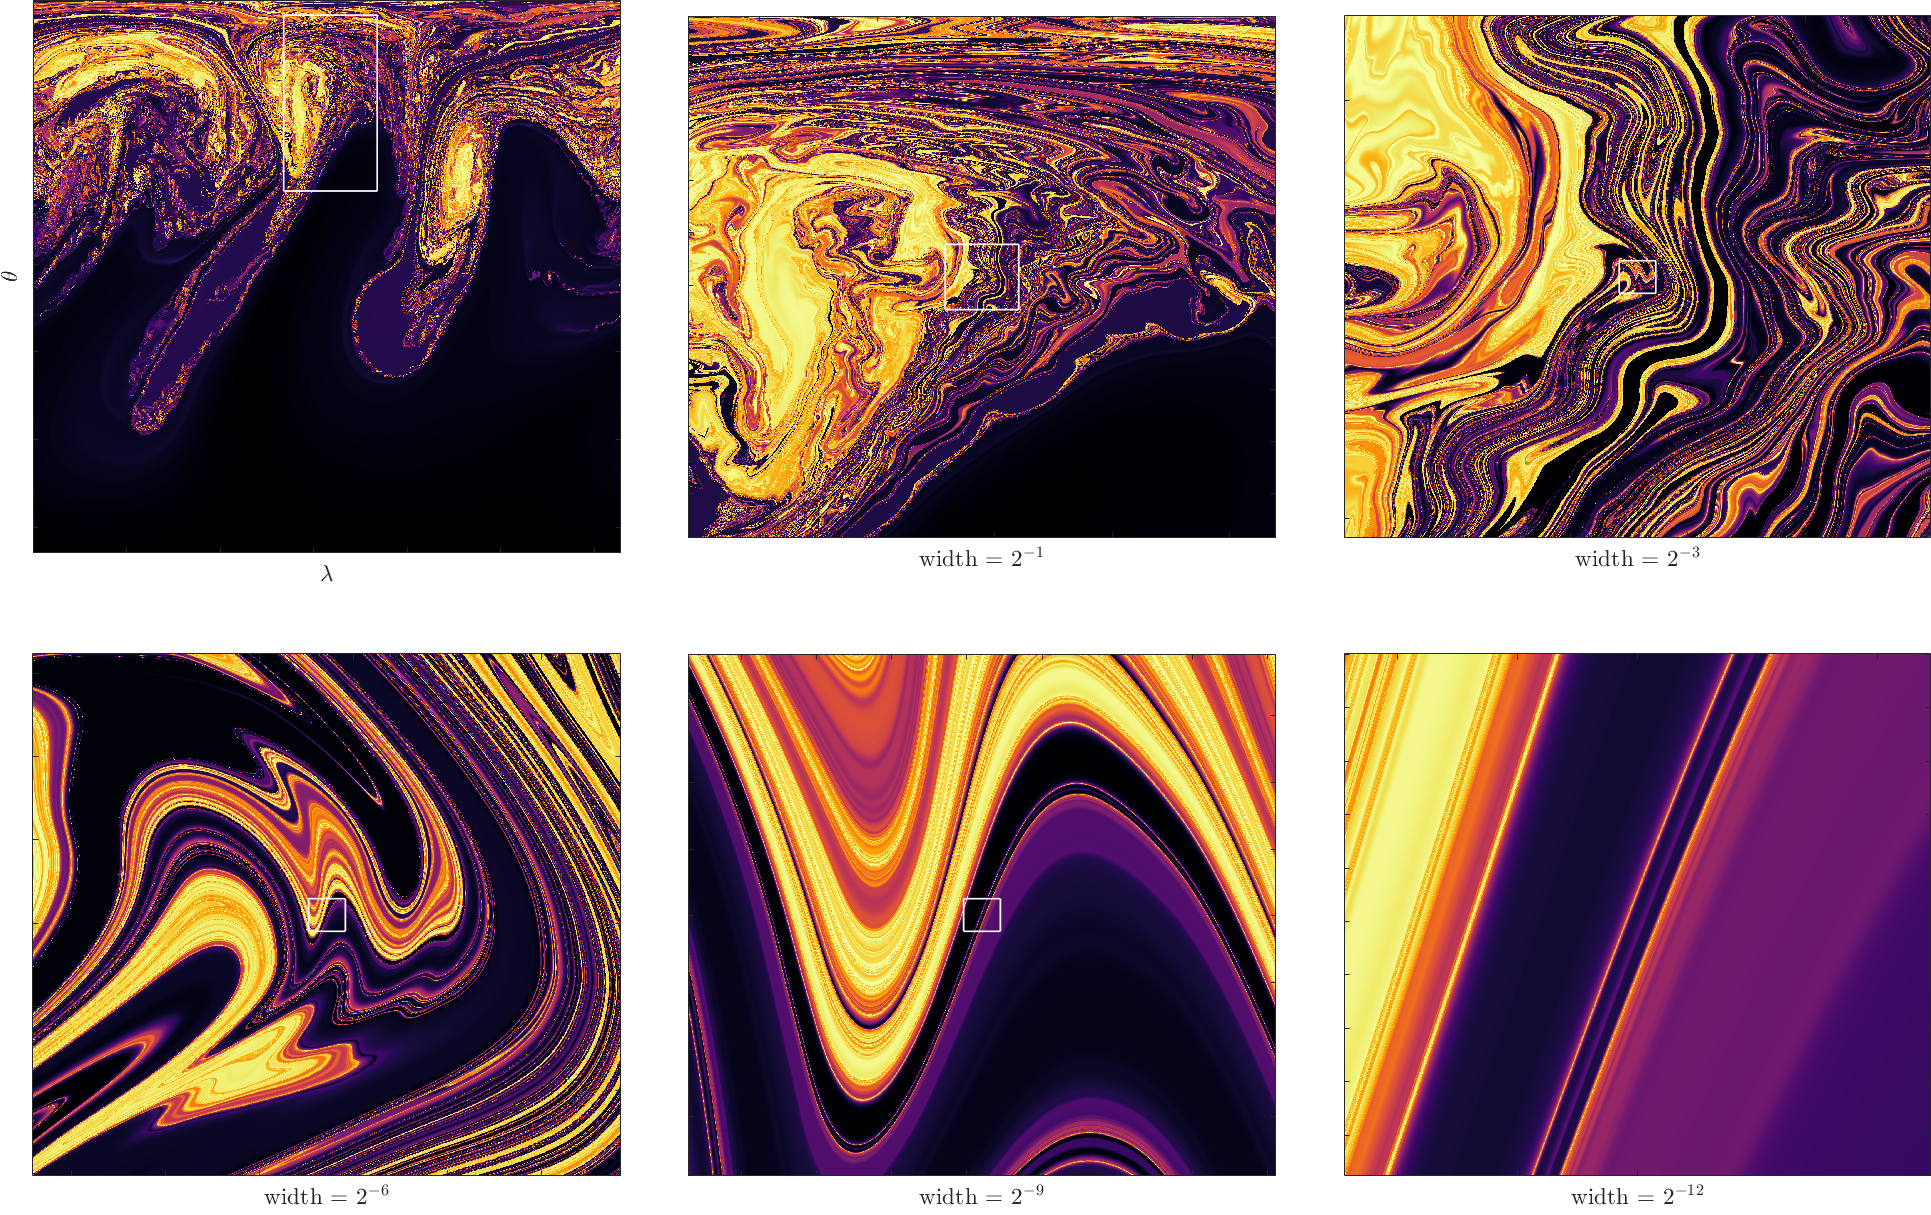 θ
λ
width = 2⁻¹
width = 2⁻³
width = 2⁻⁶
width = 2⁻⁹
width = 2⁻¹²